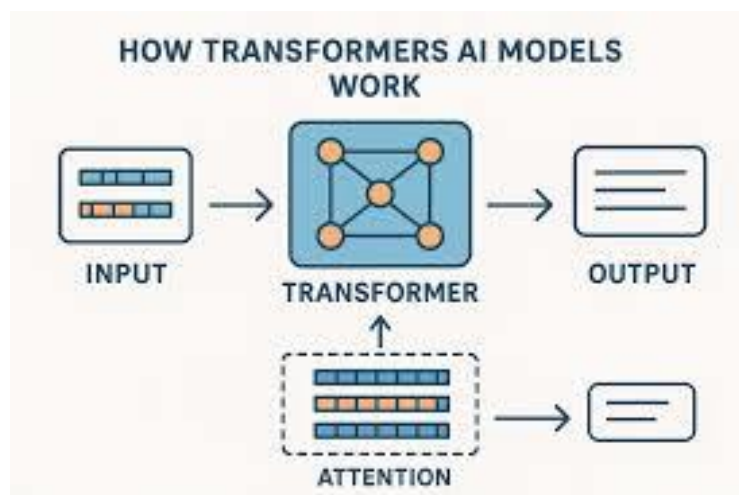 HOW TRANSFORMERS AI MODELS
WORK
INPUT
TRANSFORMER
OUTPUT
ATTENTION